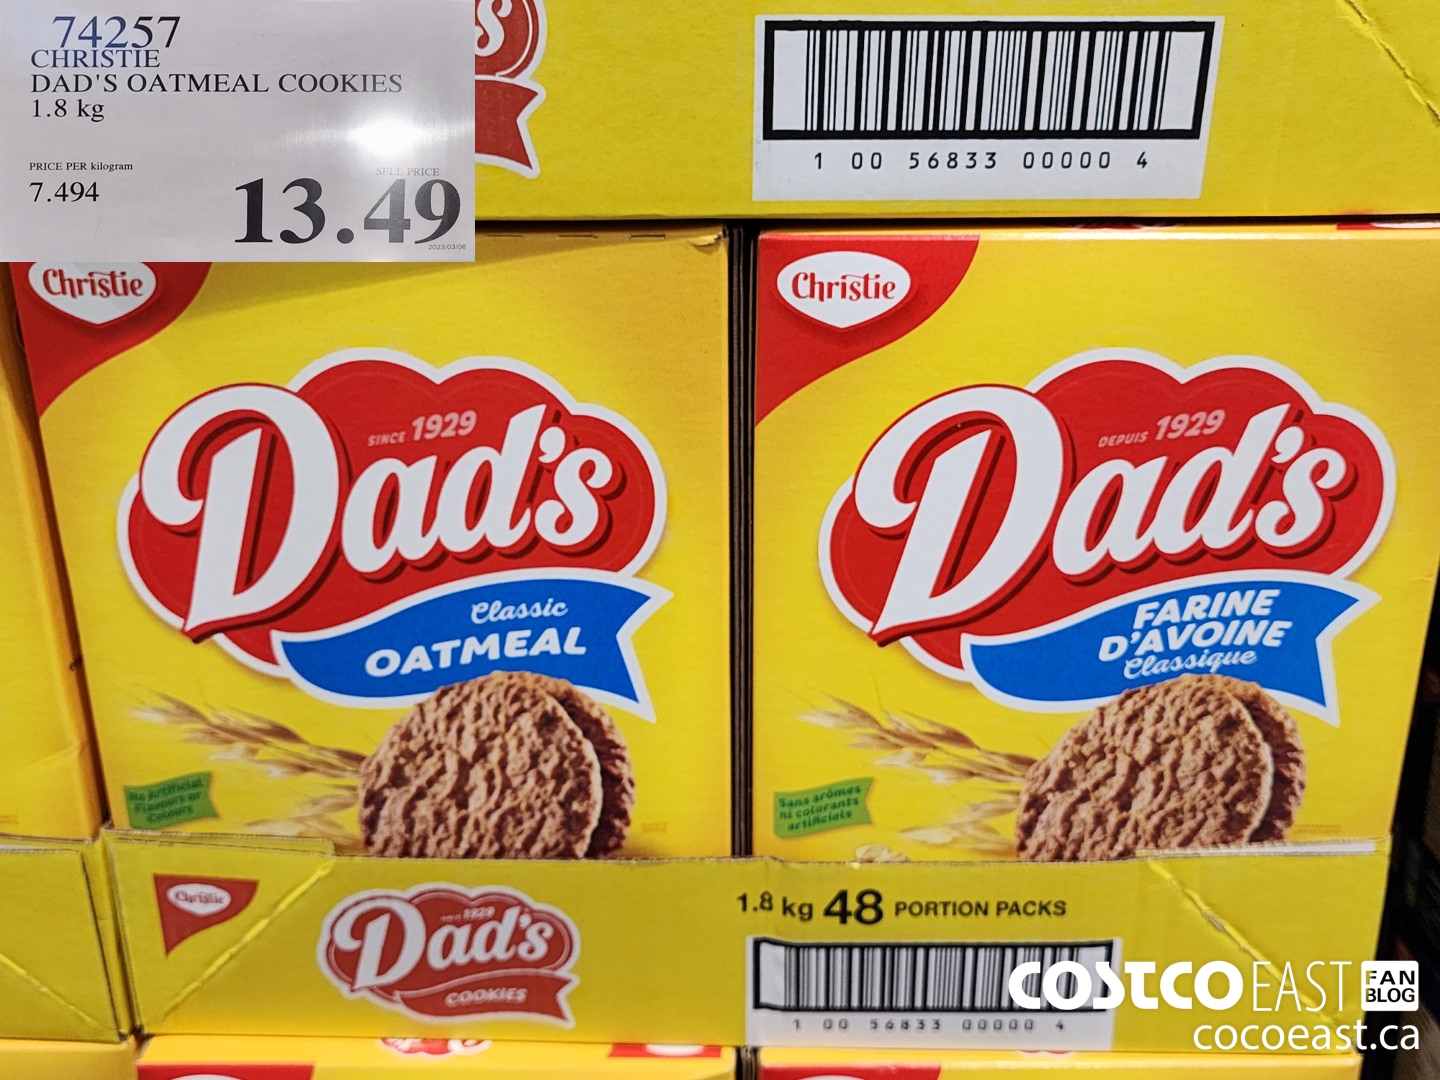 74257
CHRISTIE
DAD'S OATMEAL COOKIES
1.8 kg
PRICE PER kilogram
7.494
SELL PRICE
13.49
2023/03/06
s
1 00 56833 00000 4
Christie
SINCE 1929
Dad's
Classic
OATMEAL
No Artificial
Flavours or
Colours
Christie
DEPUIS 1929
Dad's
FARINE
D'AVOINE
Classique
Sans arômes
ni colorants
artificiels
Christie
SINCE 1929
Dad's
COOKIES
1.8 kg 48 PORTION PACKS
1 00 56833 00000 4
COSTCO EAST FAN BLOG
cocoeast.ca